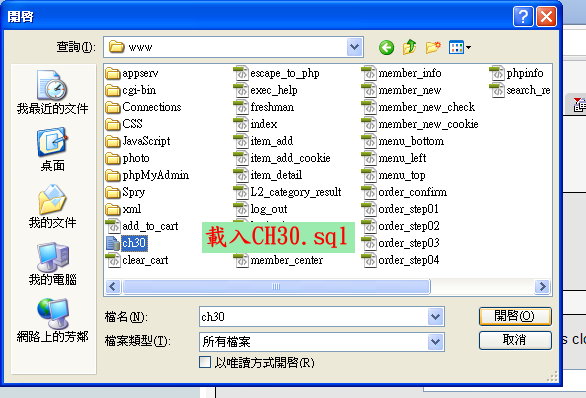 開啓
查詢(I):
www
我最近的文件
桌面
我的文件
我的電腦
網路上的芳鄰
appserv
cgi-bin
Connections
CSS
JavaScript
photo
phpMyAdmin
Spry
xml
add_to_cart
ch30
clear_cart
escape_to_php
exec_help
freshman
index
item_add
item_add_cookie
item_detail
L2_category_result
log_out
member_center
member_info
member_new
member_new_check
member_new_cookie
menu_bottom
menu_left
menu_top
order_confirm
order_step01
order_step02
order_step03
order_step04
phpinfo
search_re
載入CH30.sql
檔名(N):
ch30
開啓(O)
檔案類型(T):
所有檔案
取消
以唯讀方式開啓(R)
s clo